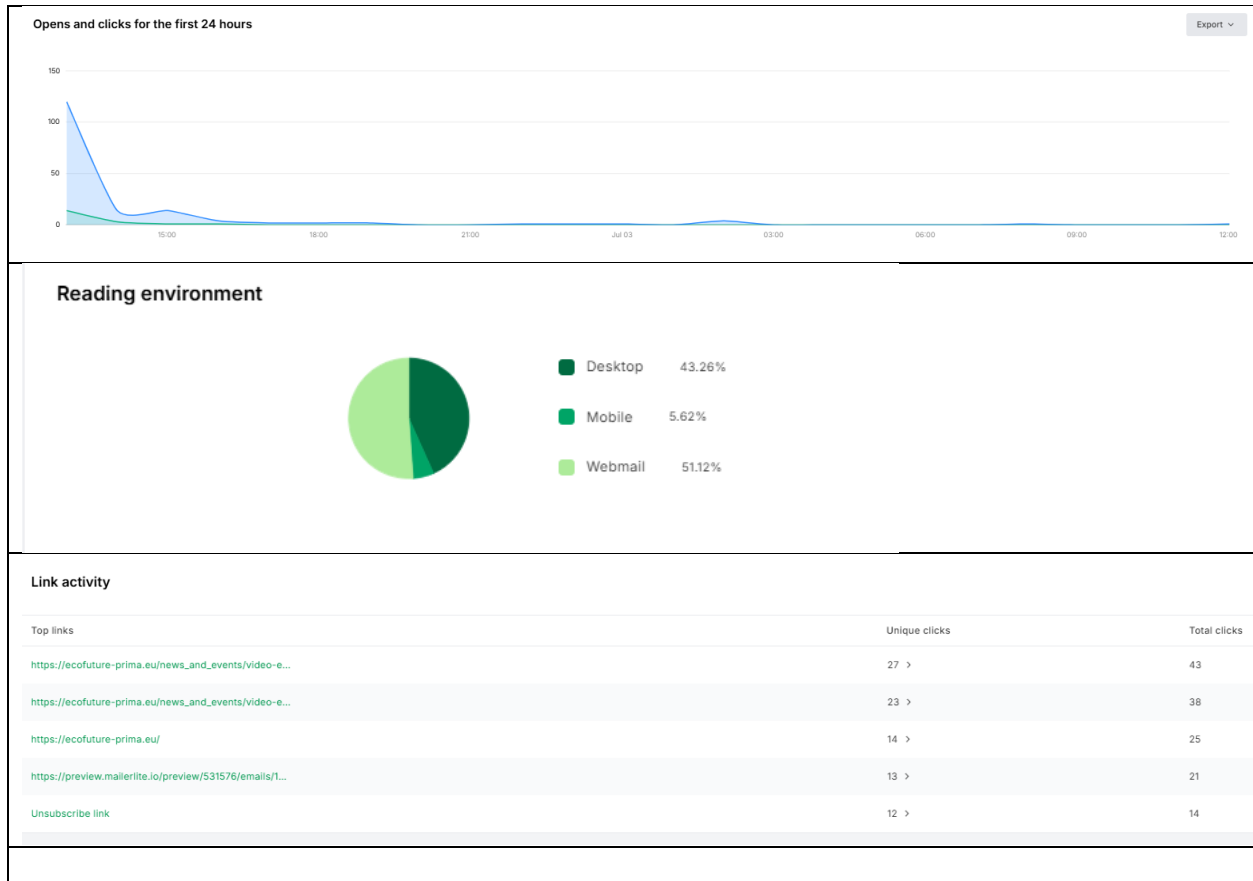 Opens and clicks for the first 24 hours
Export
150
100
50
0
15:00 18:00 21:00 Jul 03 03:00 06:00 09:00 12:00
Reading environment
Desktop 43.26%
Mobile 5.62%
Webmail 51.12%
Link activity
Top links Unique clicks Total clicks
https://ecofuture-prima.eu/news_and_events/video-e... 27 > 43
https://ecofuture-prima.eu/news_and_events/video-e... 23 > 38
https://ecofuture-prima.eu/ 14 > 25
https://preview.mailerlite.io/preview/531576/emails/1... 13 > 21
Unsubscribe link 12 > 14